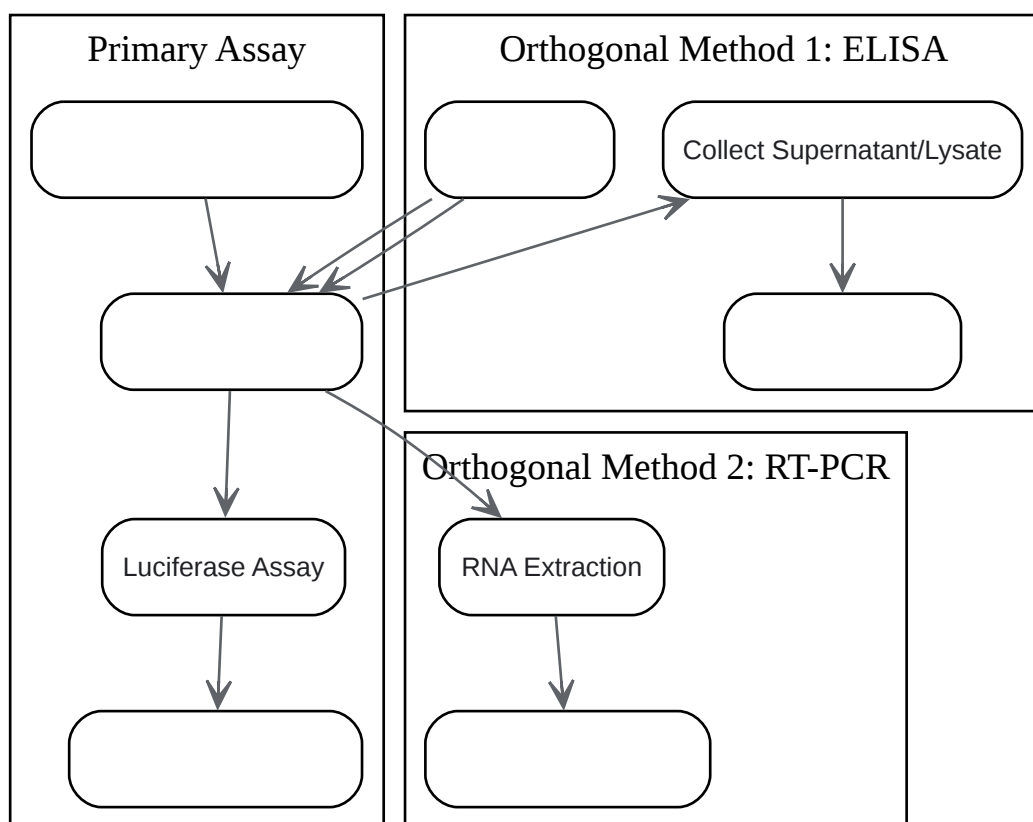 Primary Assay
Orthogonal Method 1: ELISA
Collect Supernatant/Lysate
Orthogonal Method 2: RT-PCR
Luciferase Assay
RNA Extraction